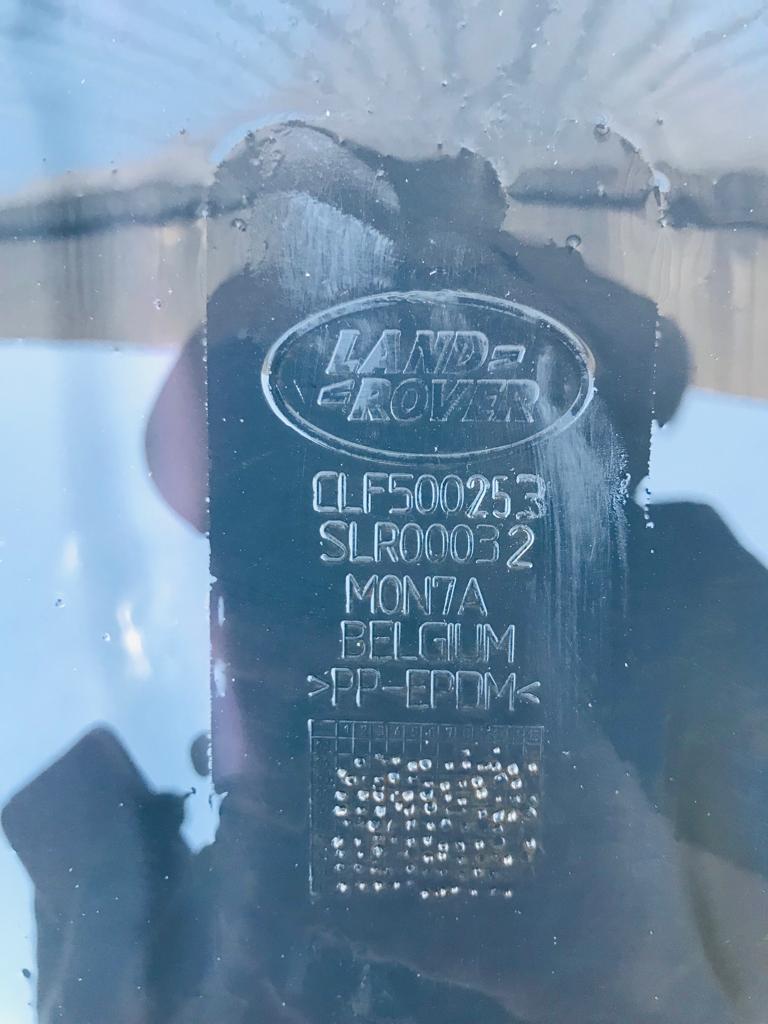 LAND-
-ROVER
CLF500253
SLR00032
MON7A
BELGIUM
>PP-EPDM<